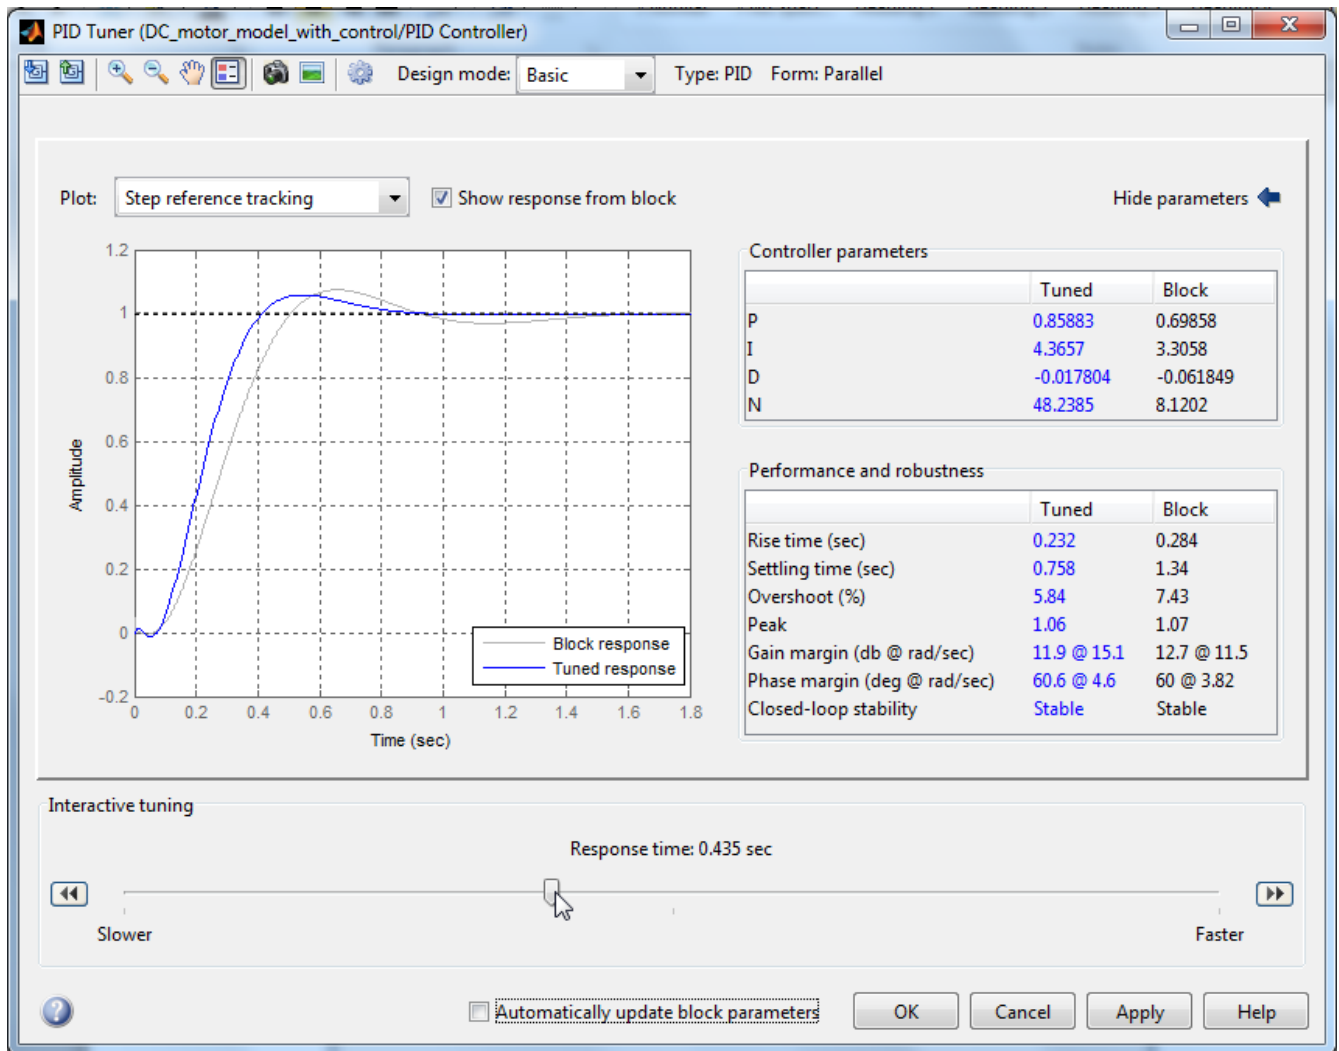 PID Tuner (DC_motor_model_with_control/PID Controller)
Design mode: Basic Type: PID Form: Parallel
Plot: Step reference tracking Show response from block Hide parameters
1.2
1
0.8
0.6
0.4
0.2
0
-0.2
Amplitude
0 0.2 0.4 0.6 0.8 1 1.2 1.4 1.6 1.8
Time (sec)
Block response
Tuned response
Controller parameters
Tuned Block
P 0.85883 0.69858
I 4.3657 3.3058
D -0.017804 -0.061849
N 48.2385 8.1202
Performance and robustness
Tuned Block
Rise time (sec) 0.232 0.284
Settling time (sec) 0.758 1.34
Overshoot (%) 5.84 7.43
Peak 1.06 1.07
Gain margin (db @ rad/sec) 11.9 @ 15.1 12.7 @ 11.5
Phase margin (deg @ rad/sec) 60.6 @ 4.6 60 @ 3.82
Closed-loop stability Stable Stable
Interactive tuning
Response time: 0.435 sec
Slower Faster
Automatically update block parameters OK Cancel Apply Help